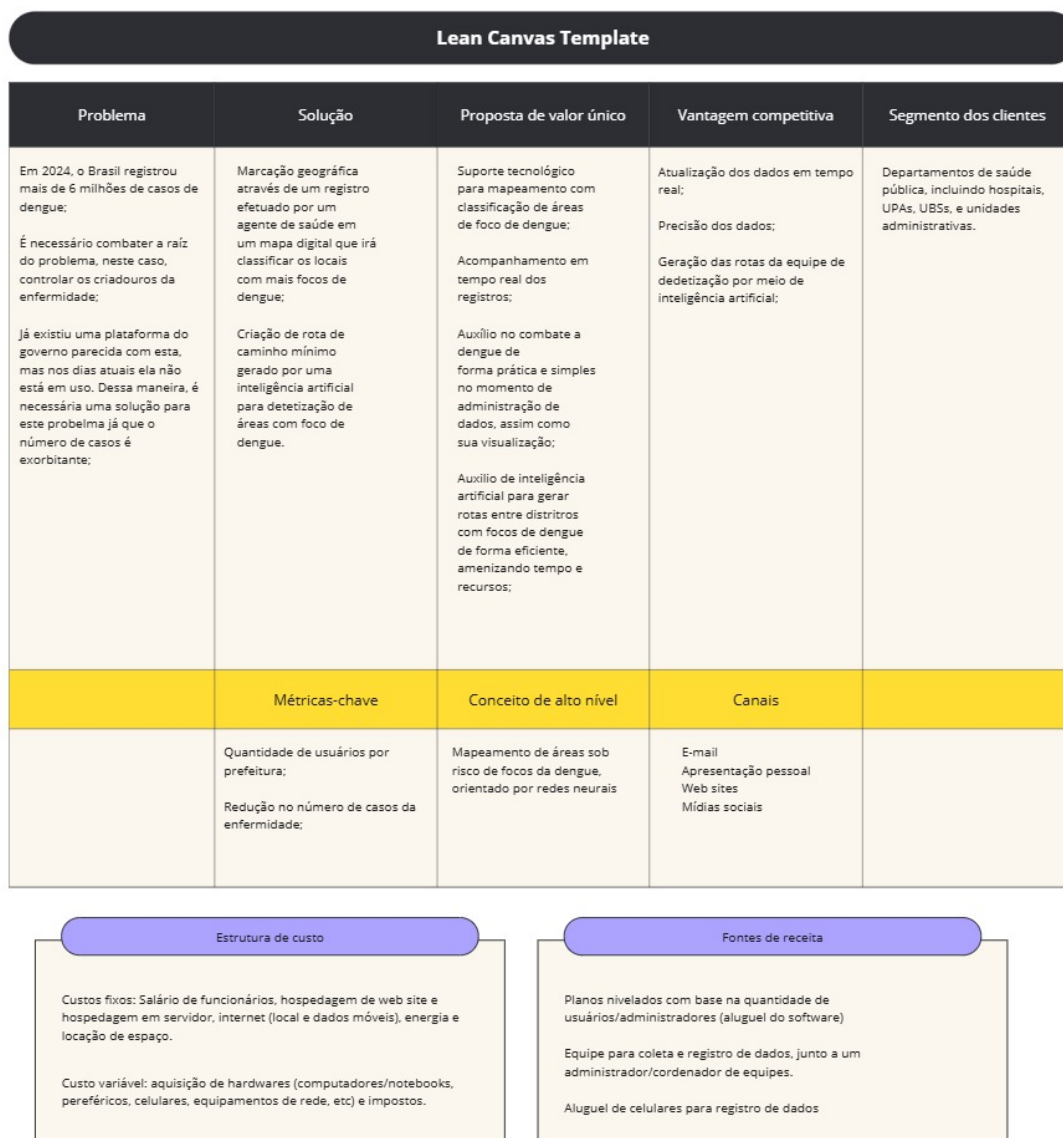 Lean Canvas Template
Problema
Solução
Proposta de valor único
Vantagem competitiva
Segmento dos clientes
Em 2024, o Brasil registrou
mais de 6 milhões de casos de
dengue;
É necessário combater a raíz
do problema, neste caso,
controlar os criadouros da
enfermidade;
Já existiu uma plataforma do
governo parecida com esta,
mas nos dias atuais ela não
está em uso. Dessa maneira, é
necessária uma solução para
este probelma já que o
número de casos é
exorbitante;
Marcação geográfica
através de um registro
efetuado por um
agente de saúde em
um mapa digital que irá
classificar os locais
com mais focos de
dengue;
Criação de rota de
caminho mínimo
gerado por uma
inteligência artificial
para detetização de
áreas com foco de
dengue.
Suporte tecnológico
para mapeamento com
classificação de áreas
de foco de dengue;
Acompanhamento em
tempo real dos
registros;
Auxílio no combate a
dengue de
forma prática e simples
no momento de
administração de
dados, assim como
sua visualização;
Auxilio de inteligência
artificial para gerar
rotas entre distritros
com focos de dengue
de forma eficiente,
amenizando tempo e
recursos;
Atualização dos dados em tempo
real;
Precisão dos dados;
Geração das rotas da equipe de
dedetização por meio de
inteligência artificial;
Departamentos de saúde
pública, incluindo hospitais,
UPAs, UBSs, e unidades
administrativas.
Métricas-chave
Conceito de alto nível
Canais
Quantidade de usuários por
prefeitura;
Redução no número de casos da
enfermidade;
Mapeamento de áreas sob
risco de focos da dengue,
orientado por redes neurais
E-mail
Apresentação pessoal
Web sites
Mídias sociais
Estrutura de custo
Custos fixos: Salário de funcionários, hospedagem de web site e
hospedagem em servidor, internet (local e dados móveis), energia e
locação de espaço.
Custo variável: aquisição de hardwares (computadores/notebooks,
pereféricos, celulares, equipamentos de rede, etc) e impostos.
Fontes de receita
Planos nivelados com base na quantidade de
usuários/administradores (aluguel do software)
Equipe para coleta e registro de dados, junto a um
administrador/cordenador de equipes.
Aluguel de celulares para registro de dados